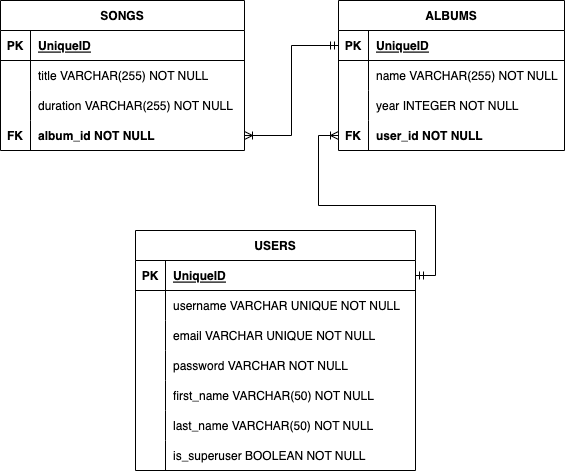 SONGS
PK UniqueID
title VARCHAR(255) NOT NULL
duration VARCHAR(255) NOT NULL
FK album_id NOT NULL
ALBUMS
PK UniqueID
name VARCHAR(255) NOT NULL
year INTEGER NOT NULL
FK user_id NOT NULL
USERS
PK UniqueID
username VARCHAR UNIQUE NOT NULL
email VARCHAR UNIQUE NOT NULL
password VARCHAR NOT NULL
first_name VARCHAR(50) NOT NULL
last_name VARCHAR(50) NOT NULL
is_superuser BOOLEAN NOT NULL